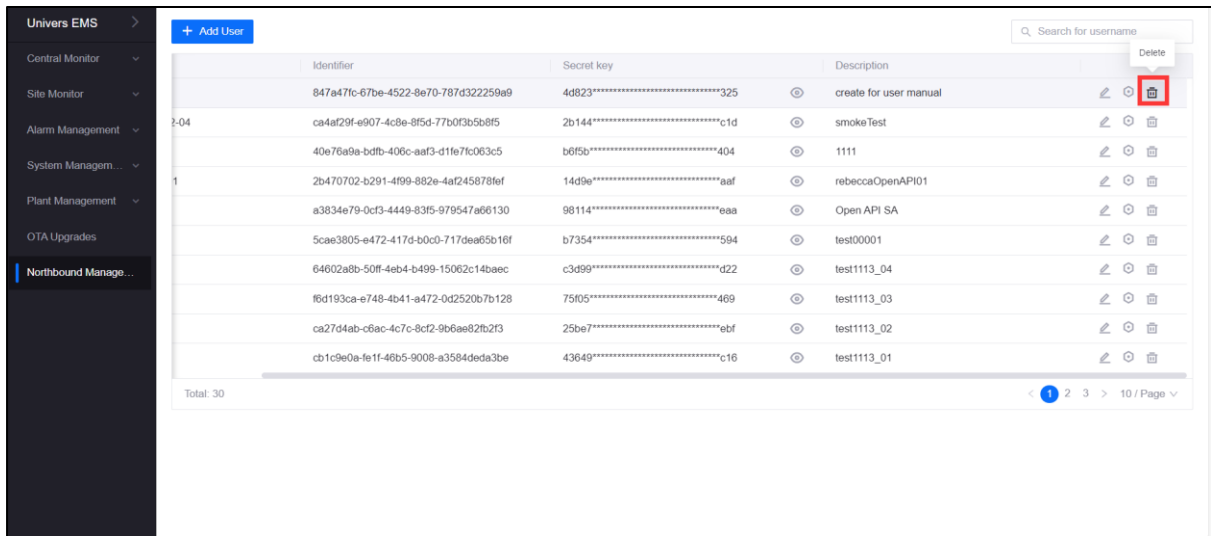 Univers EMS
Central Monitor
Site Monitor
Alarm Management
System Managem...
Plant Management
OTA Upgrades
Northbound Manage...
+ Add User
Search for username
Delete
Identifier Secret key Description
847a47fc-67be-4522-8e70-787d322259a9 4d823********************************325 create for user manual
2-04 ca4af29f-e907-4c8e-8f5d-77b0f3b5b8f5 2b144********************************c1d smokeTest
40e76a9a-bdfb-406c-aaf3-d1fe7fc063c5 b6f5b********************************404 1111
1 2b470702-b291-4f99-882e-4af245878fef 14d9e********************************aaf rebeccaOpenAPI01
a3834e79-0cf3-4449-83f5-979547a66130 98114********************************eaa Open API SA
5cae3805-e472-417d-b0c0-717dea65b16f b7354********************************594 test00001
64602a8b-50ff-4eb4-b499-15062c14baec c3d99********************************d22 test1113_04
f6d193ca-e748-4b41-a472-0d2520b7b128 75f05********************************469 test1113_03
ca27d4ab-c6ac-4c7c-8cf2-9b6ae82fb2f3 25be7********************************ebf test1113_02
cb1c9e0a-fe1f-46b5-9008-a3584deda3be 43649********************************c16 test1113_01
Total: 30 < 1 2 3 > 10 / Page